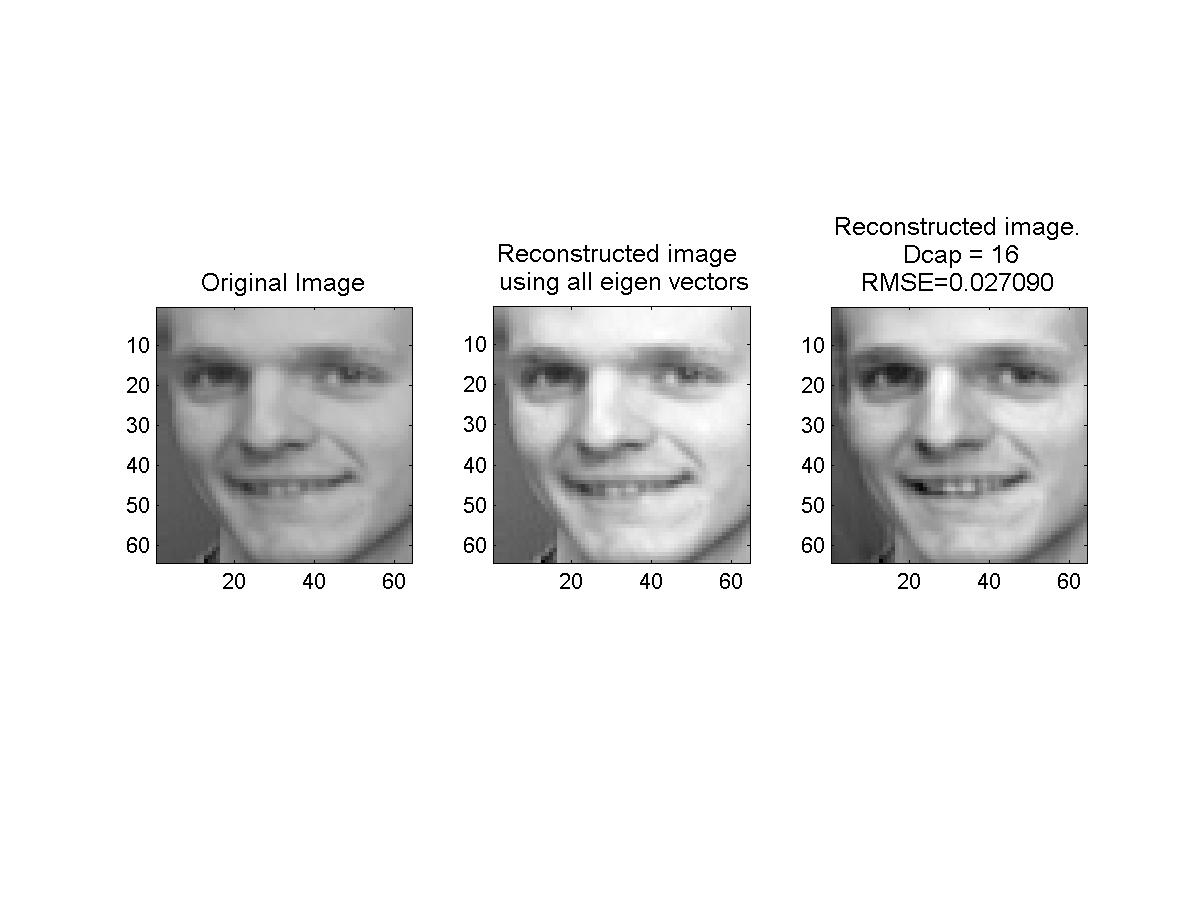 Original Image
10
20
30
40
50
60
20 40 60
Reconstructed image
using all eigen vectors
10
20
30
40
50
60
20 40 60
Reconstructed image.
Dcap = 16
RMSE=0.027090
10
20
30
40
50
60
20 40 60